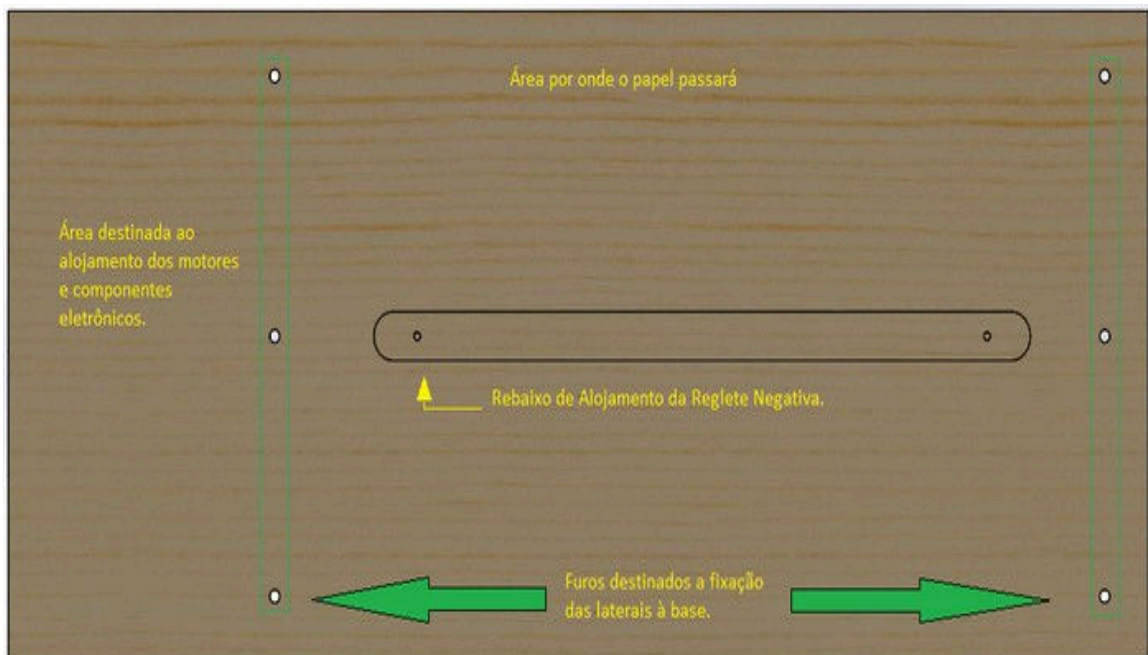 Área por onde o papel passará
Área destinada ao
alojamento dos motores
e componentes
eletrônicos.
Rebaixo de Alojamento da Reglete Negativa.
Furos destinados a fixação
das laterais à base.